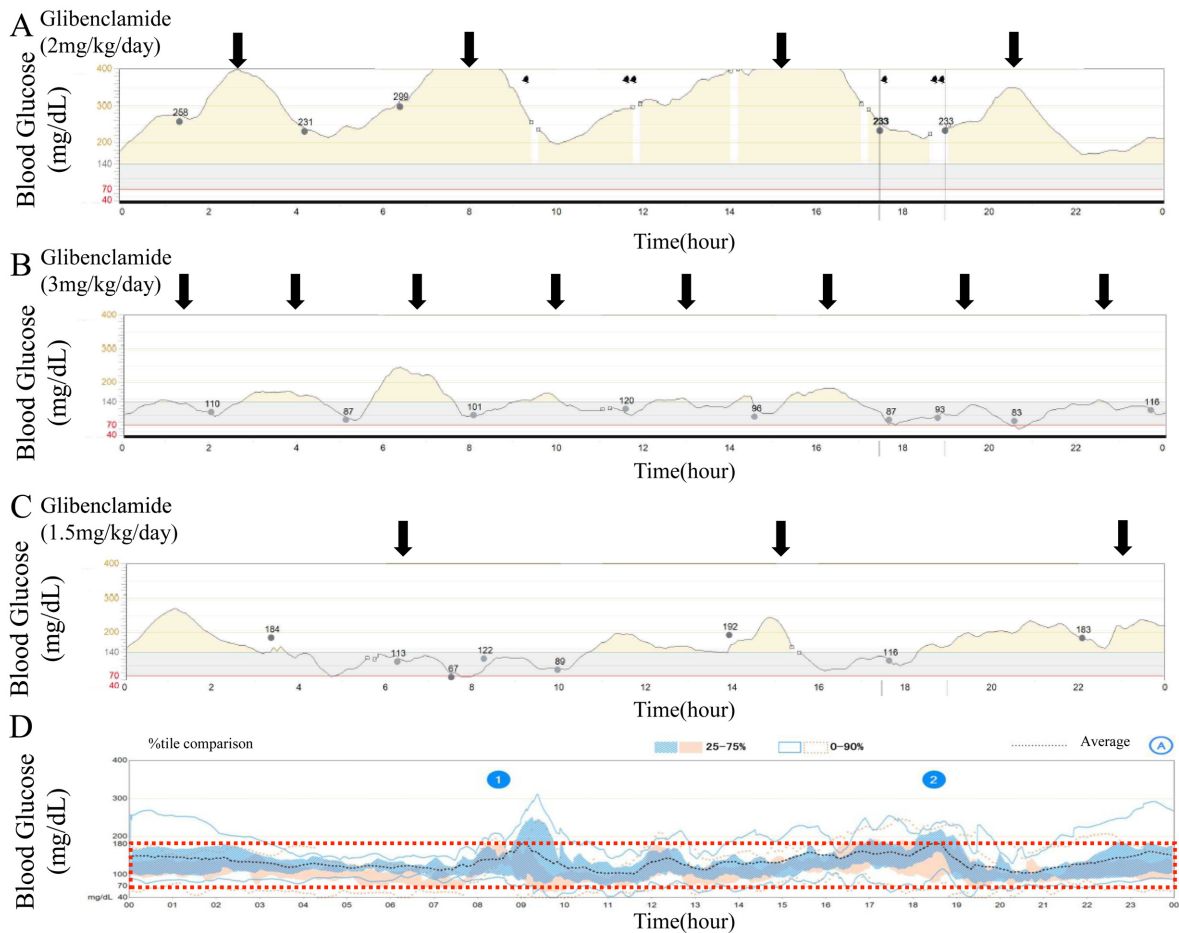 A Glibenclamide
(2mg/kg/day)
Blood Glucose
(mg/dL)
400
300
200
140
70
40
258
231
299
233
233
0 2 4 6 8 10 12 14 16 18 20 22 0
Time(hour)
B Glibenclamide
(3mg/kg/day)
Blood Glucose
(mg/dL)
400
300
200
140
70
40
110
87
101
120
96
87
93
83
116
0 2 4 6 8 10 12 14 16 18 20 22 0
Time(hour)
C Glibenclamide
(1.5mg/kg/day)
Blood Glucose
(mg/dL)
400
300
200
140
70
40
184
113
67
122
89
192
116
183
0 2 4 6 8 10 12 14 16 18 20 22 0
Time(hour)
D
%tile comparison
25-75%
0-90%
Average
A
Blood Glucose
(mg/dL)
400
300
200
180
100
70
mg/dL 40
1
2
00 01 02 03 04 05 06 07 08 09 10 11 12 13 14 15 16 17 18 19 20 21 22 23 00
Time(hour)